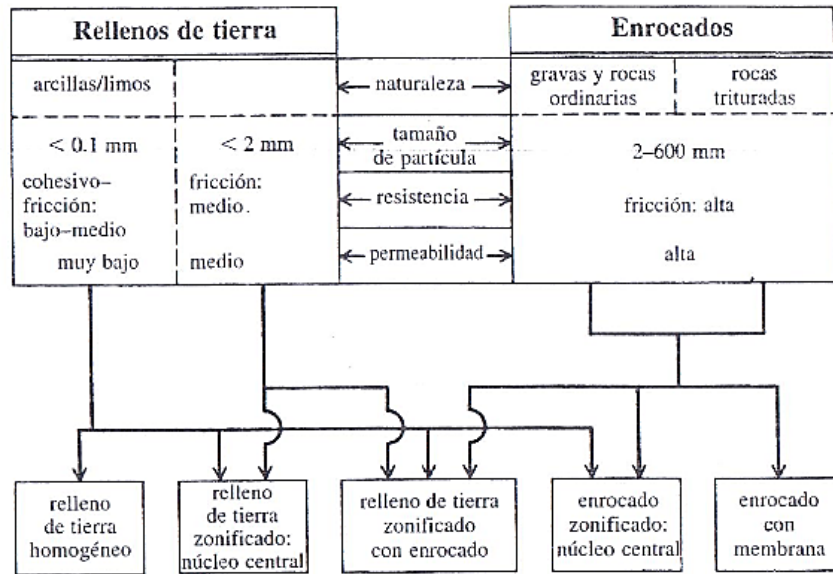 Rellenos de tierra
Enrocados
arcillas/limos
naturaleza
gravas y rocas
ordinarias
rocas
trituradas
< 0.1 mm
< 2 mm
tamaño
de partícula
2–600 mm
cohesivo–
fricción:
bajo–medio
fricción:
medio.
resistencia
fricción: alta
muy bajo
medio
permeabilidad
alta
relleno
de tierra
homogéneo
relleno
de tierra
zonificado:
núcleo central
relleno de tierra
zonificado
con enrocado
enrocado
zonificado:
núcleo central
enrocado
con
membrana